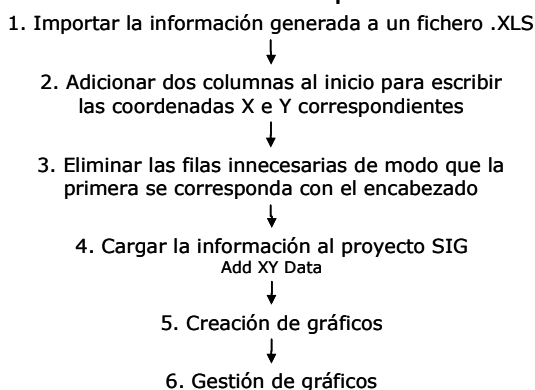 1. Importar la información generada a un fichero .XLS
2. Adicionar dos columnas al inicio para escribir
las coordenadas X e Y correspondientes
3. Eliminar las filas innecesarias de modo que la
primera se corresponda con el encabezado
4. Cargar la información al proyecto SIG
Add XY Data
5. Creación de gráficos
6. Gestión de gráficos